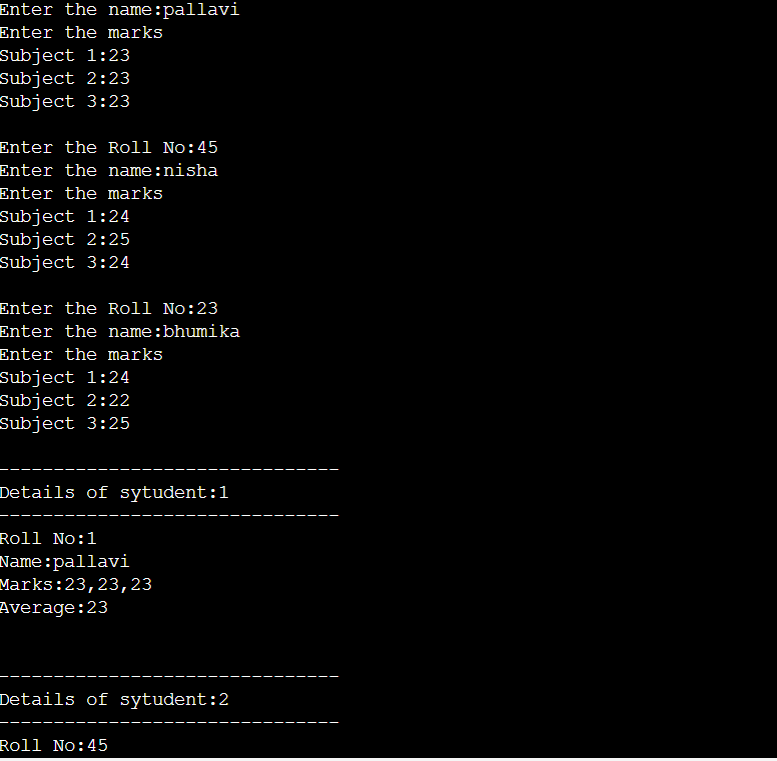 Enter the name:pallavi
Enter the marks
Subject 1:23
Subject 2:23
Subject 3:23

Enter the Roll No:45
Enter the name:nisha
Enter the marks
Subject 1:24
Subject 2:25
Subject 3:24

Enter the Roll No:23
Enter the name:bhumika
Enter the marks
Subject 1:24
Subject 2:22
Subject 3:25

-------------------------------
Details of sytudent:1
-------------------------------
Roll No:1
Name:pallavi
Marks:23,23,23
Average:23

-------------------------------
Details of sytudent:2
-------------------------------
Roll No:45